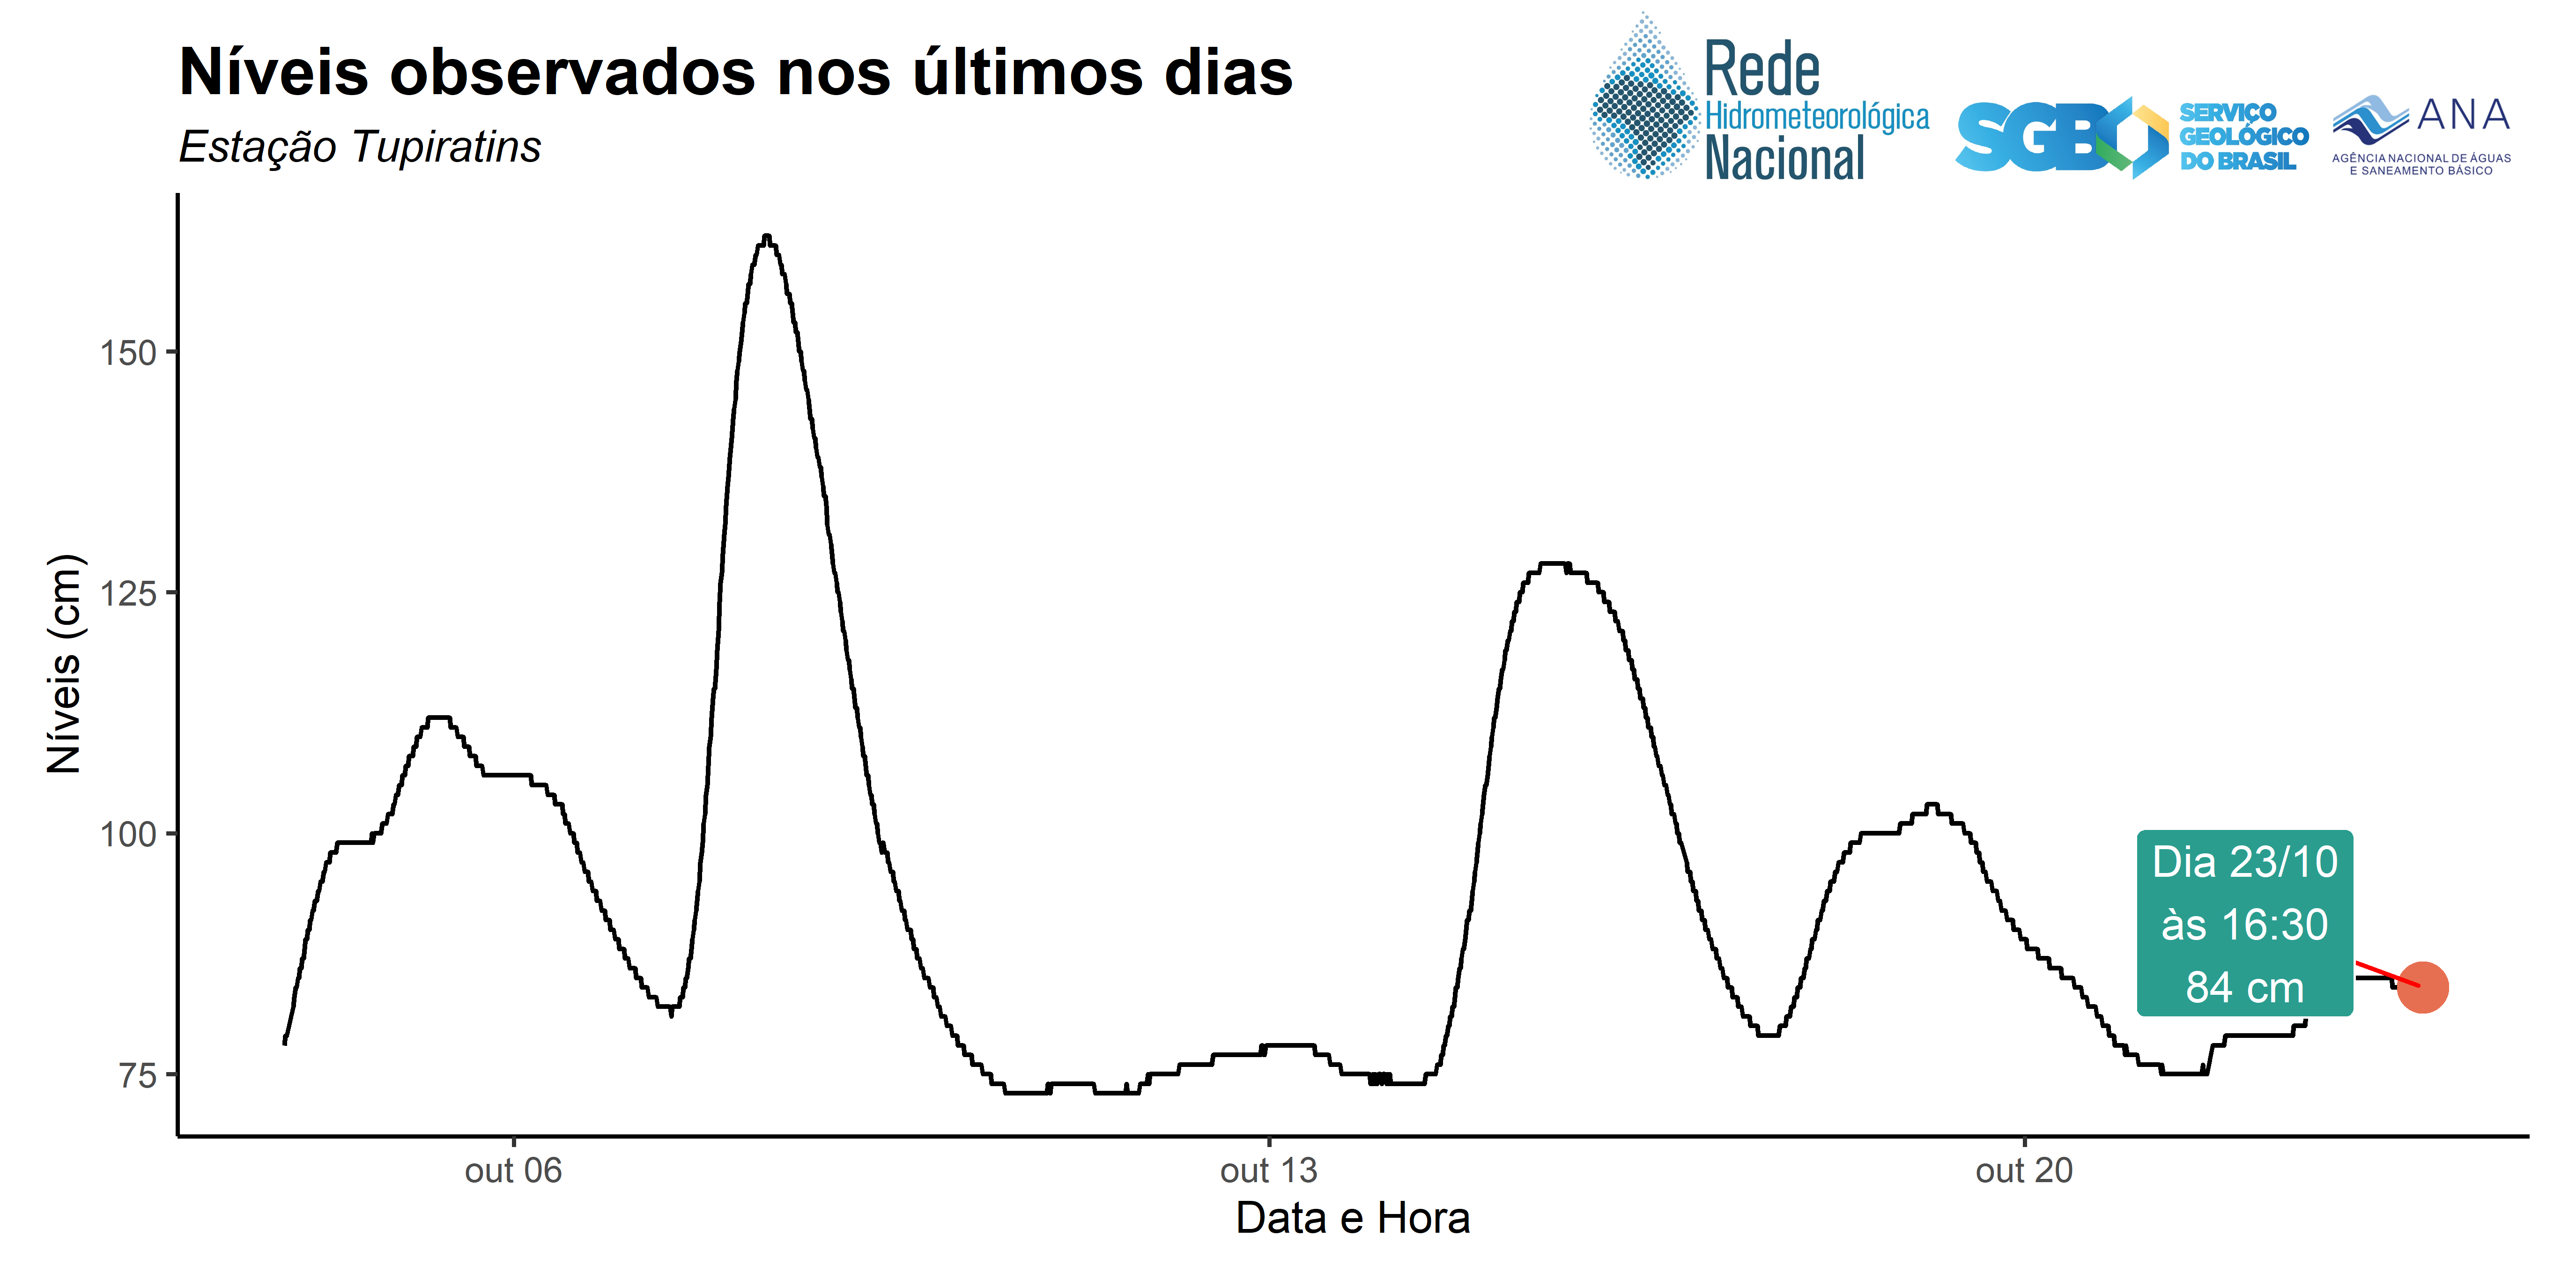 Níveis observados nos últimos dias
Estação Tupiratins
Rede
Hidrometeorológica
Nacional
SGB
SERVIÇO
GEOLÓGICO
DO BRASIL
ANA
AGÊNCIA NACIONAL DE ÁGUAS
E SANEAMENTO BÁSICO
Níveis (cm)
150
125
100
75
Dia 23/10
às 16:30
84 cm
out 06
out 13
out 20
Data e Hora